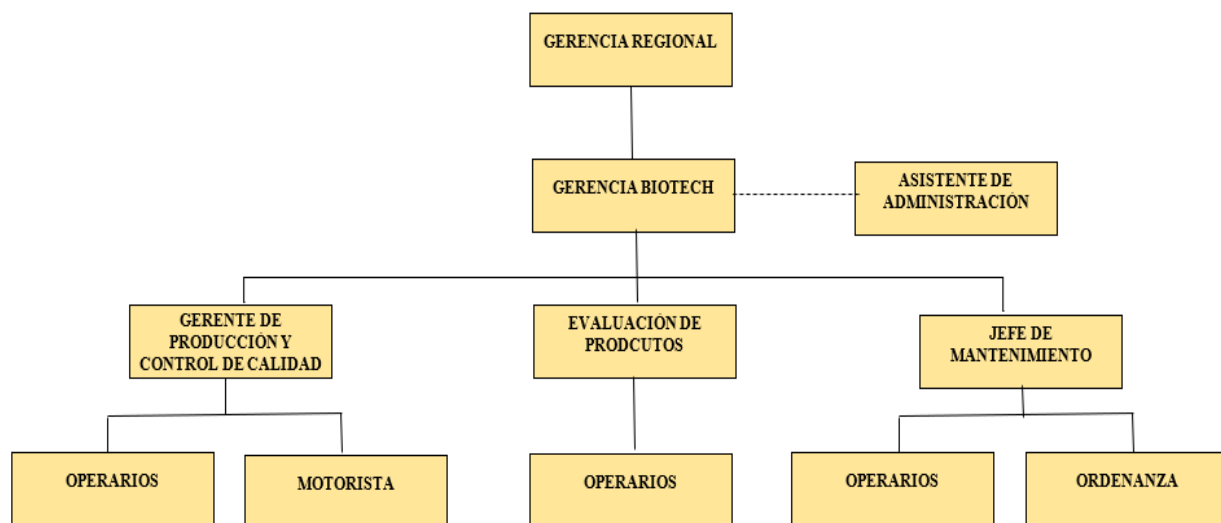 GERENCIA REGIONAL
GERENCIA BIOTECH
ASISTENTE DE
ADMINISTRACIÓN
GERENTE DE
PRODUCCIÓN Y
CONTROL DE CALIDAD
EVALUACIÓN DE
PRODCUTOS
JEFE DE
MANTENIMIENTO
OPERARIOS
MOTORISTA
OPERARIOS
OPERARIOS
ORDENANZA